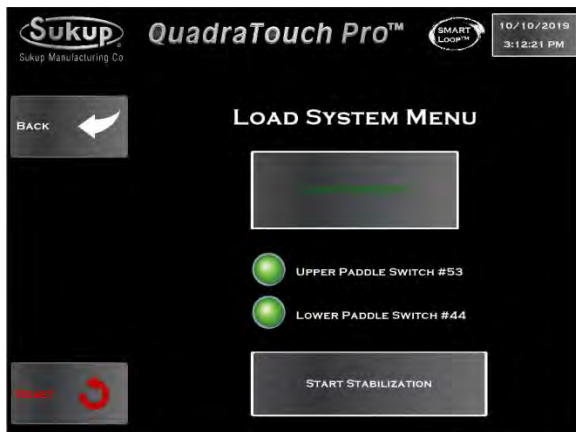 Sukup
Sukup Manufacturing Co
QuadraTouch Pro™
SMART
LOOP™
10/10/2019
3:12:21 PM
BACK
LOAD SYSTEM MENU
UPPER PADDLE SWITCH #53
LOWER PADDLE SWITCH #44
RESET
START STABILIZATION